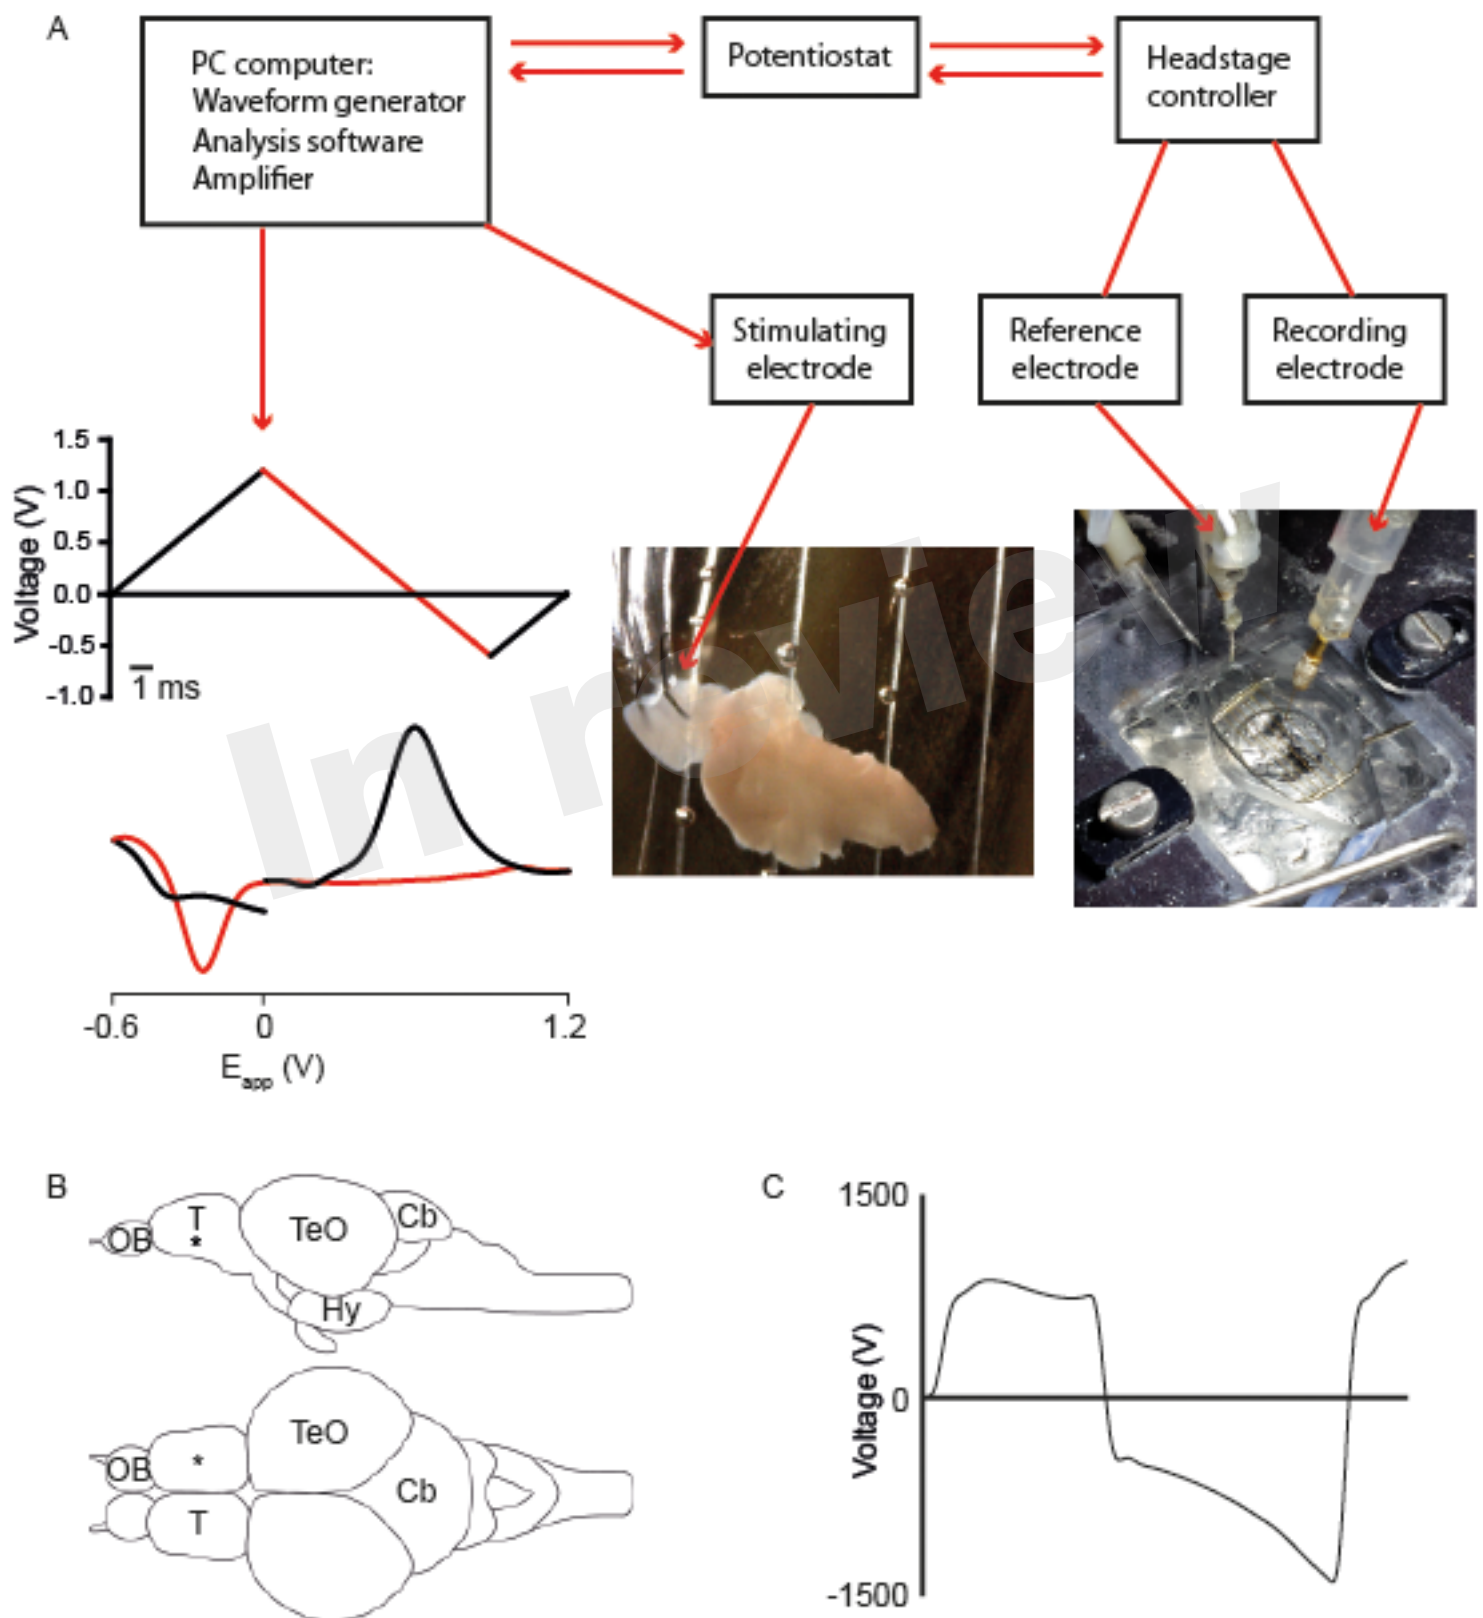 A
PC computer:
Waveform generator
Analysis software
Amplifier
Potentiostat
Headstage
controller
Stimulating
electrode
Reference
electrode
Recording
electrode
Voltage (V)
1.5
1.0
0.5
0.0
-0.5
-1.0
1 ms
-0.6
0
1.2
Eapp (V)
In review
B
OB
T
*
TeO
Cb
Hy
OB
*
TeO
Cb
T
C
1500
0
-1500
Voltage (V)